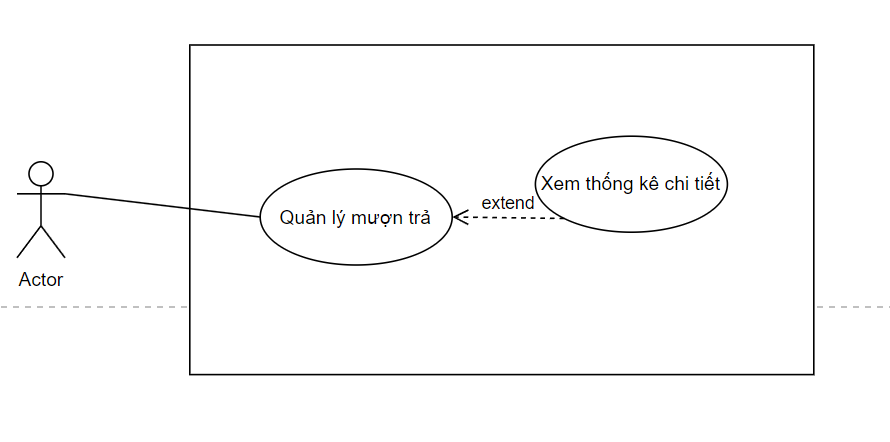 Xem thống kê chi tiết
extend
Quản lý mượn trả
Actor